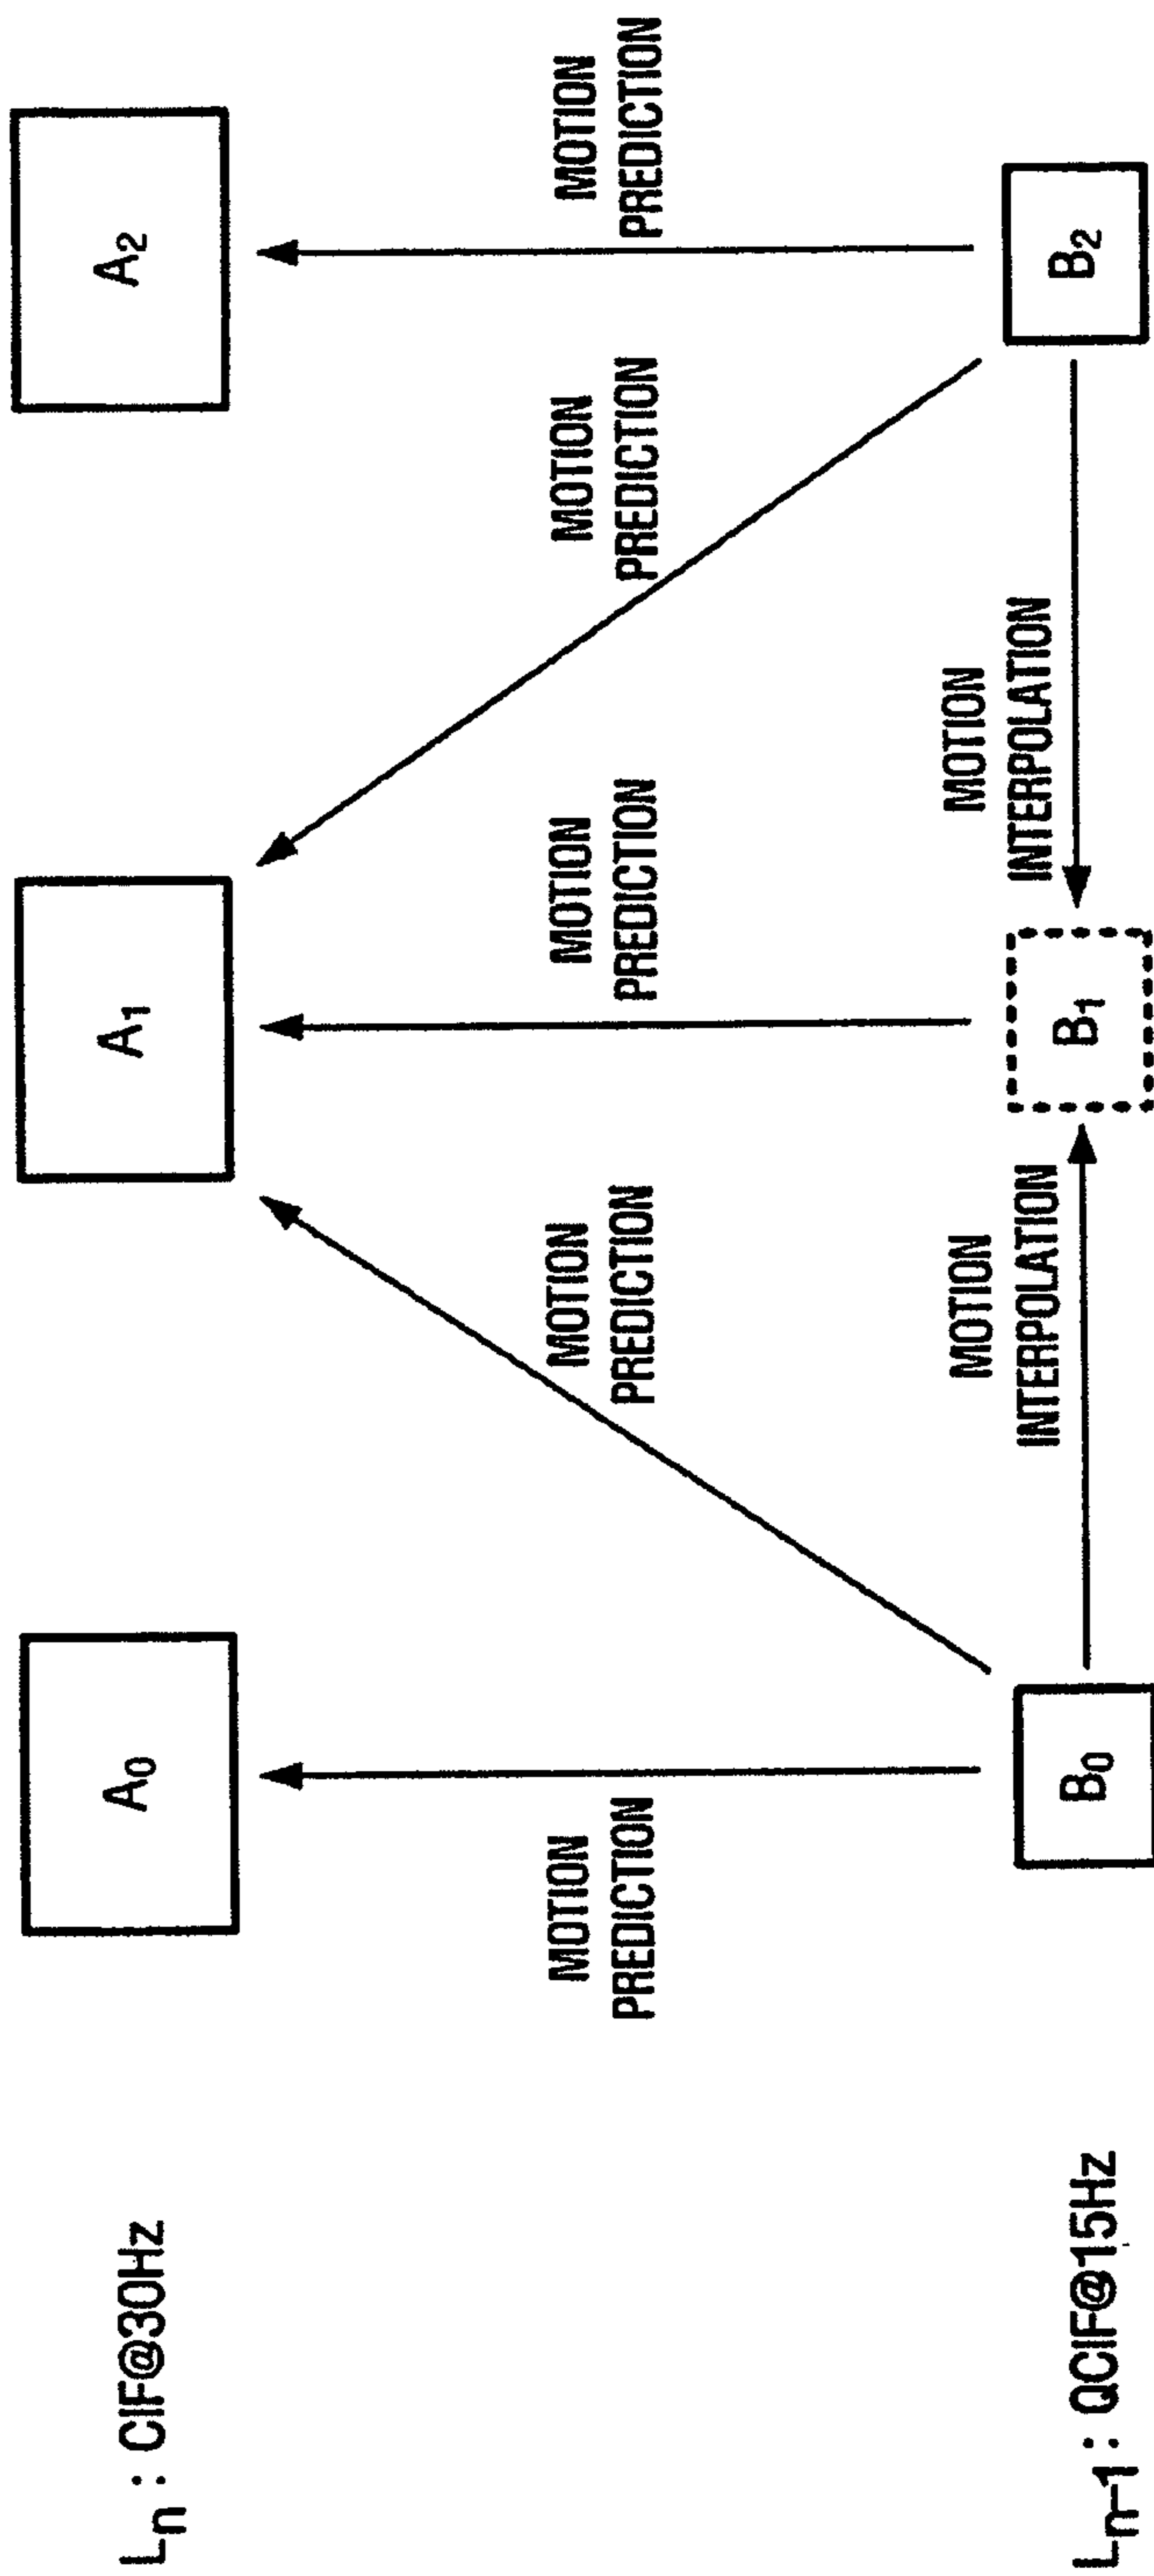 Lₙ : CIF@30Hz
A₀
A₁
A₂
MOTION
PREDICTION
MOTION
PREDICTION
MOTION
PREDICTION
MOTION
PREDICTION
MOTION
PREDICTION
MOTION
INTERPOLATION
MOTION
INTERPOLATION
Lₙ₋₁ : QCIF@15Hz
B₀
B₁
B₂